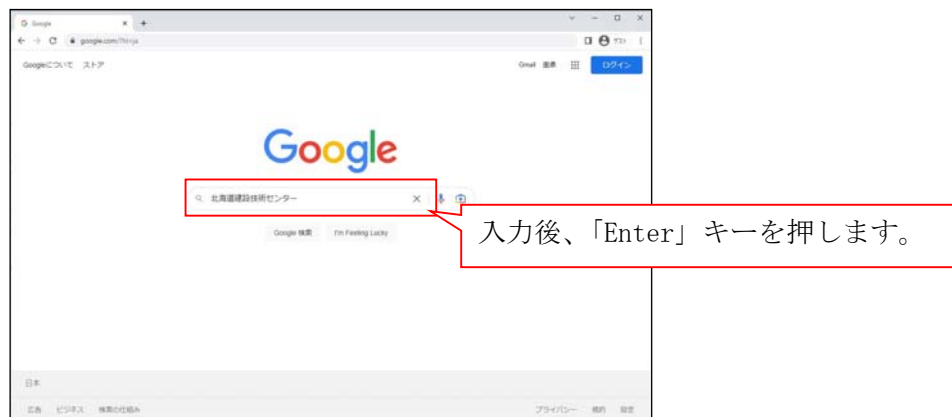 Google
google.com/?hl=ja
ゲスト
Googleについて ストア
Gmail 画像
ログイン
Google
北海道建設技術センター
Google 検索 I'm Feeling Lucky
入力後、「Enter」キーを押します。
日本
広告 ビジネス 検索の仕組み
プライバシー 規約 設定